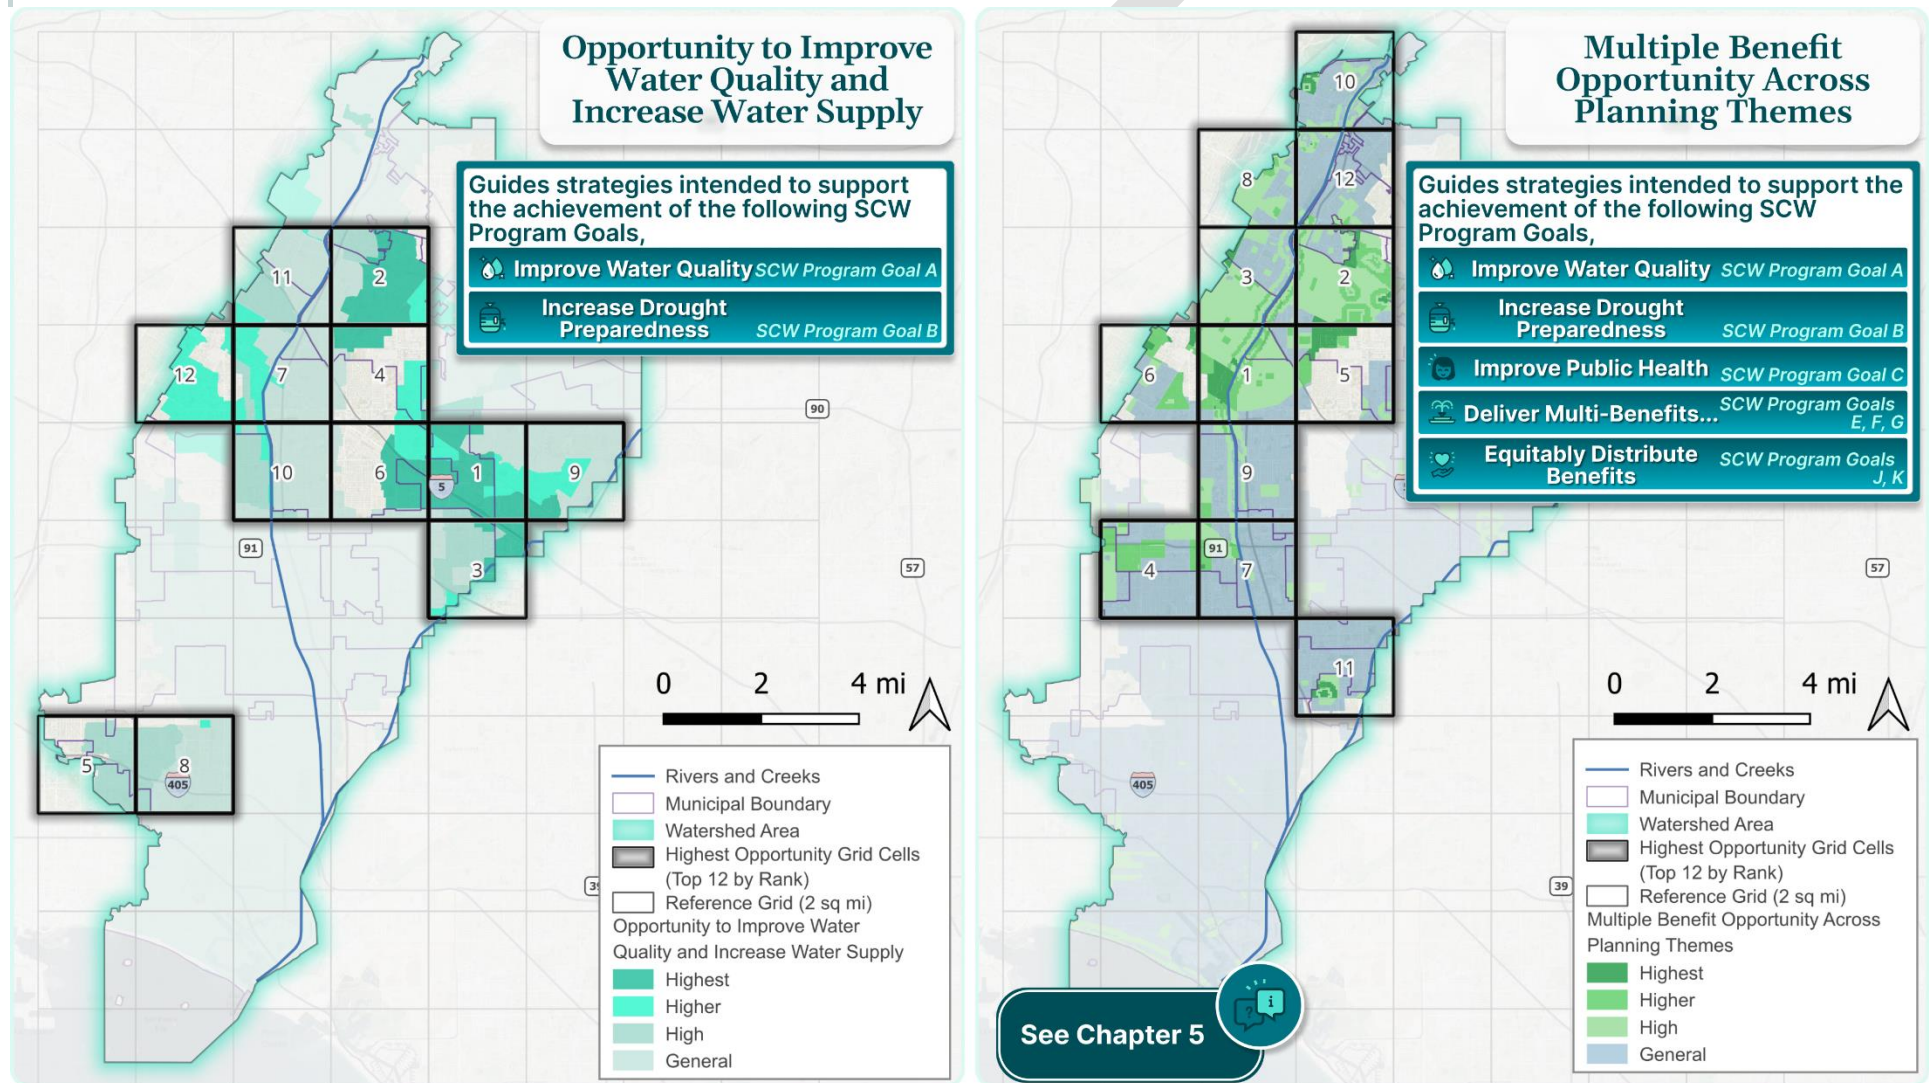 Opportunity to Improve
Water Quality and
Increase Water Supply
Guides strategies intended to support
the achievement of the following SCW
Program Goals,
Improve Water Quality SCW Program Goal A
Increase Drought
Preparedness SCW Program Goal B
11
2
12
7
4
10
6
1
9
3
5
8
5
405
91
90
57
39
0 2 4 mi
Rivers and Creeks
Municipal Boundary
Watershed Area
Highest Opportunity Grid Cells
(Top 12 by Rank)
Reference Grid (2 sq mi)
Opportunity to Improve Water
Quality and Increase Water Supply
Highest
Higher
High
General
Multiple Benefit
Opportunity Across
Planning Themes
Guides strategies intended to support the
achievement of the following SCW
Program Goals,
Improve Water Quality SCW Program Goal A
Increase Drought
Preparedness SCW Program Goal B
Improve Public Health SCW Program Goal C
Deliver Multi-Benefits... SCW Program Goals
E, F, G
Equitably Distribute
Benefits SCW Program Goals
J, K
10
8
12
3
2
6
1
5
9
4
91
7
11
405
57
39
0 2 4 mi
Rivers and Creeks
Municipal Boundary
Watershed Area
Highest Opportunity Grid Cells
(Top 12 by Rank)
Reference Grid (2 sq mi)
Multiple Benefit Opportunity Across
Planning Themes
Highest
Higher
High
General
See Chapter 5